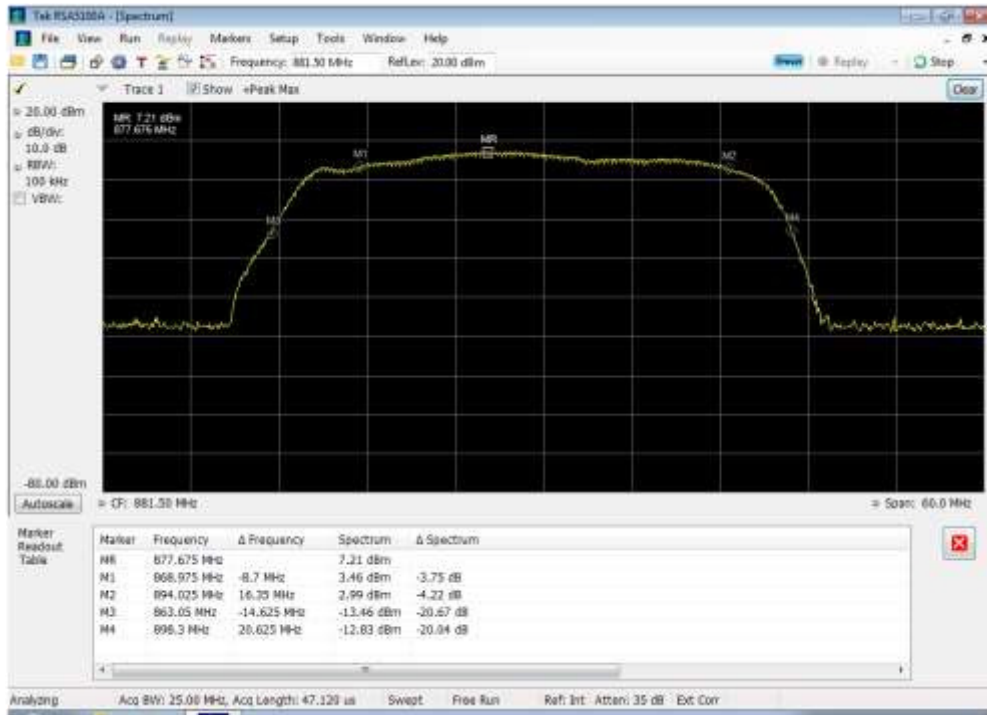 Tek RSA5100A - [Spectrum]
File View Run Replay Markers Setup Tools Window Help
Frequency: 881.50 MHz RefLev: 20.00 dBm Preset Replay Stop
Trace 1 Show +Peak Max Clear
20.00 dBm
dB/div:
10.0 dB
RBW:
100 kHz
VBW:
MR: 7.21 dBm
877.675 MHz
MR
M1
M2
M3
M4
-80.00 dBm
Autoscale CF: 881.50 MHz Span: 60.0 MHz
Marker
Readout
Table
Marker Frequency Δ Frequency Spectrum Δ Spectrum
MR 877.675 MHz 7.21 dBm
M1 868.975 MHz -8.7 MHz 3.46 dBm -3.75 dB
M2 894.025 MHz 16.35 MHz 2.99 dBm -4.22 dB
M3 863.05 MHz -14.625 MHz -13.46 dBm -20.67 dB
M4 898.3 MHz 20.625 MHz -12.83 dBm -20.04 dB
Analyzing Acq BW: 25.00 MHz, Acq Length: 47.120 us Swept Free Run Ref: Int Atten: 35 dB Ext Corr